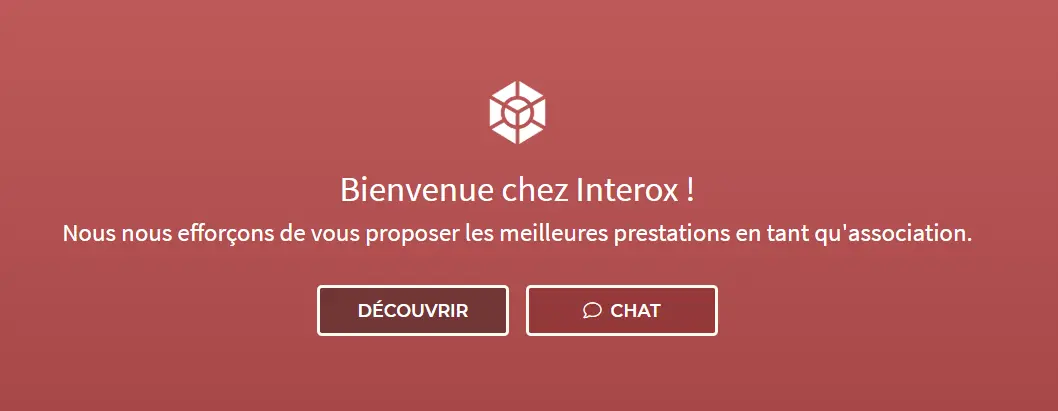 Bienvenue chez Interox !
Nous nous efforçons de vous proposer les meilleures prestations en tant qu'association.
DÉCOUVRIR
CHAT